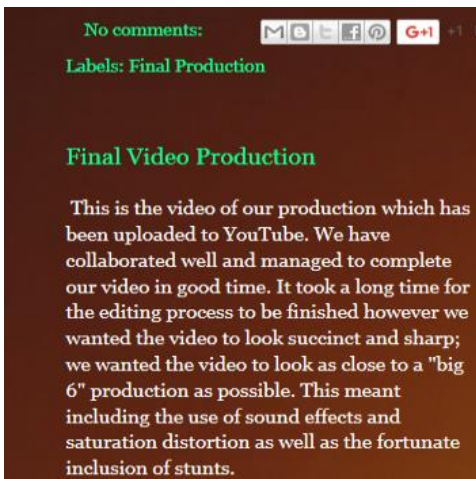 No comments: G+1 +1
Labels: Final Production
Final Video Production
This is the video of our production which has
been uploaded to YouTube. We have
collaborated well and managed to complete
our video in good time. It took a long time for
the editing process to be finished however we
wanted the video to look succinct and sharp;
we wanted the video to look as close to a "big
6" production as possible. This meant
including the use of sound effects and
saturation distortion as well as the fortunate
inclusion of stunts.